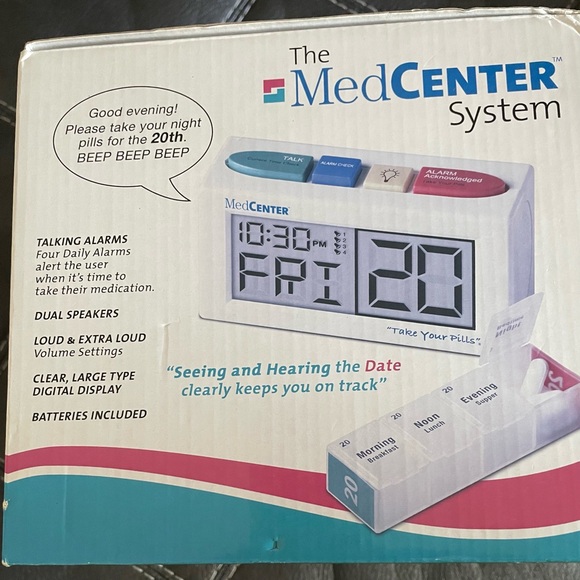 The
MedCENTER™
System
Good evening!
Please take your night
pills for the 20th.
BEEP BEEP BEEP
TALK
ALARM CHECK
ALARM
Acknowledged
MedCENTER
10:30 PM
1
2
3
4
FRI
20
"Take Your Pills"
TALKING ALARMS
Four Daily Alarms
alert the user
when it's time to
take their medication.
DUAL SPEAKERS
LOUD & EXTRA LOUD
Volume Settings
CLEAR, LARGE TYPE
DIGITAL DISPLAY
BATTERIES INCLUDED
"Seeing and Hearing the Date
clearly keeps you on track"
20
Morning
Breakfast
20
Noon
Lunch
20
Evening
Supper
20